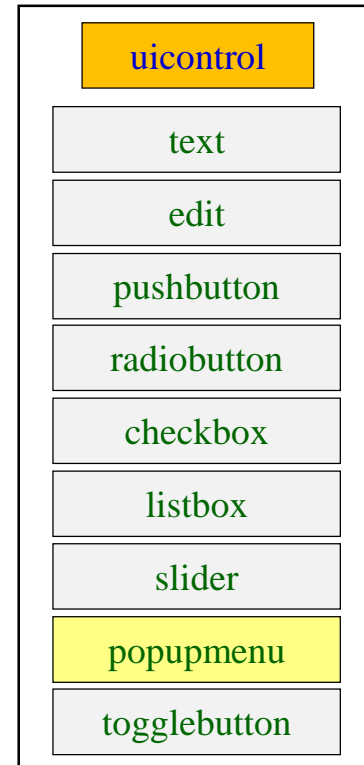 uicontrol
text
edit
pushbutton
radiobutton
checkbox
listbox
slider
popupmenu
togglebutton